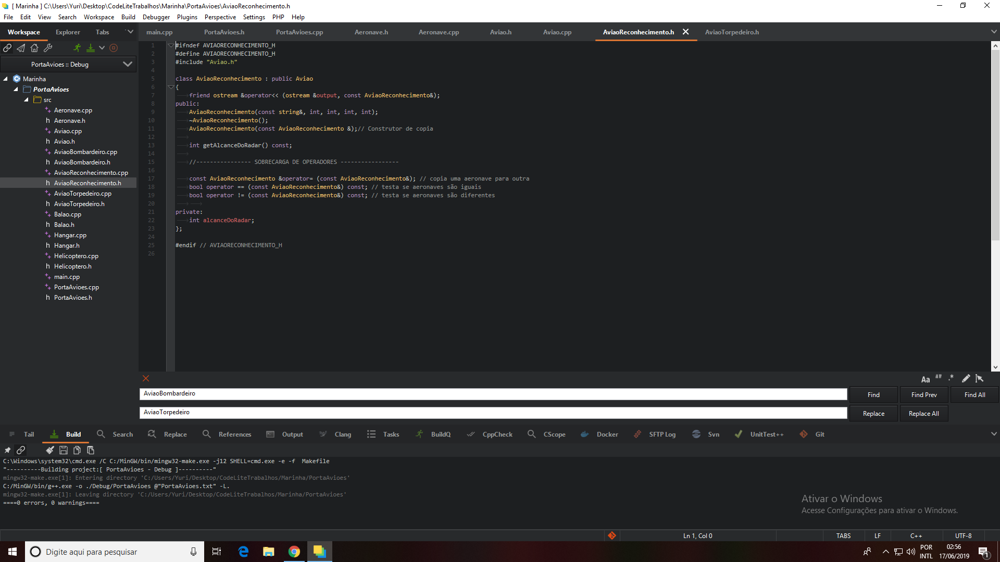 [ Marinha ] C:\Users\Yuri\Desktop\CodeLiteTrabalhos\Marinha\PortaAvioes\AviaoReconhecimento.h
File Edit View Search Workspace Build Debugger Plugins Perspective Settings PHP Help
Workspace Explorer Tabs
main.cpp PortaAvioes.h PortaAvioes.cpp Aeronave.h Aeronave.cpp Aviao.h Aviao.cpp AviaoReconhecimento.h AviaoTorpedeiro.h
PortaAvioes :: Debug
Marinha
PortaAvioes
src
Aeronave.cpp
h Aeronave.h
Aviao.cpp
h Aviao.h
AviaoBombardeiro.cpp
h AviaoBombardeiro.h
AviaoReconhecimento.cpp
h AviaoReconhecimento.h
AviaoTorpedeiro.cpp
h AviaoTorpedeiro.h
Balao.cpp
h Balao.h
Hangar.cpp
h Hangar.h
Helicoptero.cpp
h Helicoptero.h
main.cpp
PortaAvioes.cpp
h PortaAvioes.h
1 #ifndef AVIAORECONHECIMENTO_H
2 #define AVIAORECONHECIMENTO_H
3 #include "Aviao.h"
4
5 class AviaoReconhecimento : public Aviao
6 {
7 friend ostream &operator<< (ostream &output, const AviaoReconhecimento&);
8 public:
9 AviaoReconhecimento(const string&, int, int, int, int);
10 ~AviaoReconhecimento();
11 AviaoReconhecimento(const AviaoReconhecimento &);// Construtor de copia
12
13 int getAlcanceDoRadar() const;
14
15 //---------------- SOBRECARGA DE OPERADORES -----------------
16
17 const AviaoReconhecimento &operator= (const AviaoReconhecimento&); // copia uma aeronave para outra
18 bool operator == (const AviaoReconhecimento&) const; // testa se aeronaves são iguais
19 bool operator != (const AviaoReconhecimento&) const; // testa se aeronaves são diferentes
20
21 private:
22 int alcanceDoRadar;
23 };
24
25 #endif // AVIAORECONHECIMENTO_H
26
Aa “” .*
AviaoBombardeiro Find Find Prev Find All
AviaoTorpedeiro Replace Replace All
Tail Build Search Replace References Output Clang Tasks BuildQ CppCheck CScope Docker SFTP Log Svn UnitTest++ Git
C:\Windows\system32\cmd.exe /C C:/MinGW/bin/mingw32-make.exe -j12 SHELL=cmd.exe -e -f  Makefile
"----------Building project:[ PortaAvioes - Debug ]----------"
mingw32-make.exe[1]: Entering directory 'C:/Users/Yuri/Desktop/CodeLiteTrabalhos/Marinha/PortaAvioes'
C:/MinGW/bin/g++.exe -o ./Debug/PortaAvioes @"PortaAvioes.txt" -L.
mingw32-make.exe[1]: Leaving directory 'C:/Users/Yuri/Desktop/CodeLiteTrabalhos/Marinha/PortaAvioes'
====0 errors, 0 warnings====
Ativar o Windows
Acesse Configurações para ativar o Windows.
Ln 1, Col 0 TABS LF C++ UTF-8
Digite aqui para pesquisar
POR
INTL
02:56
17/06/2019
1